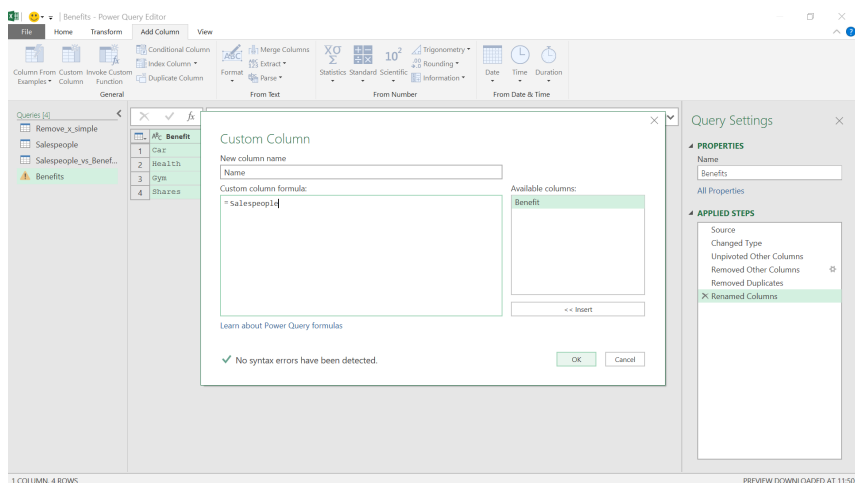 Benefits - Power Query Editor
File Home Transform Add Column View
Column From Examples
Custom Column
Invoke Custom Function
Conditional Column
Index Column
Duplicate Column
General
Format
ABC
Merge Columns
Extract
Parse
From Text
Statistics
Standard
Scientific
10²
Trigonometry
Rounding
Information
From Number
Date
Time
Duration
From Date & Time
Queries [4]
Remove_x_simple
Salespeople
Salespeople_vs_Benef...
Benefits
fx
Benefit
1 Car
2 Health
3 Gym
4 Shares
Custom Column
New column name
Name
Custom column formula:
= Salespeople
Available columns:
Benefit
<< Insert
Learn about Power Query formulas
No syntax errors have been detected.
OK
Cancel
Query Settings
PROPERTIES
Name
Benefits
All Properties
APPLIED STEPS
Source
Changed Type
Unpivoted Other Columns
Removed Other Columns
Removed Duplicates
Renamed Columns
1 COLUMN, 4 ROWS
PREVIEW DOWNLOADED AT 11:50